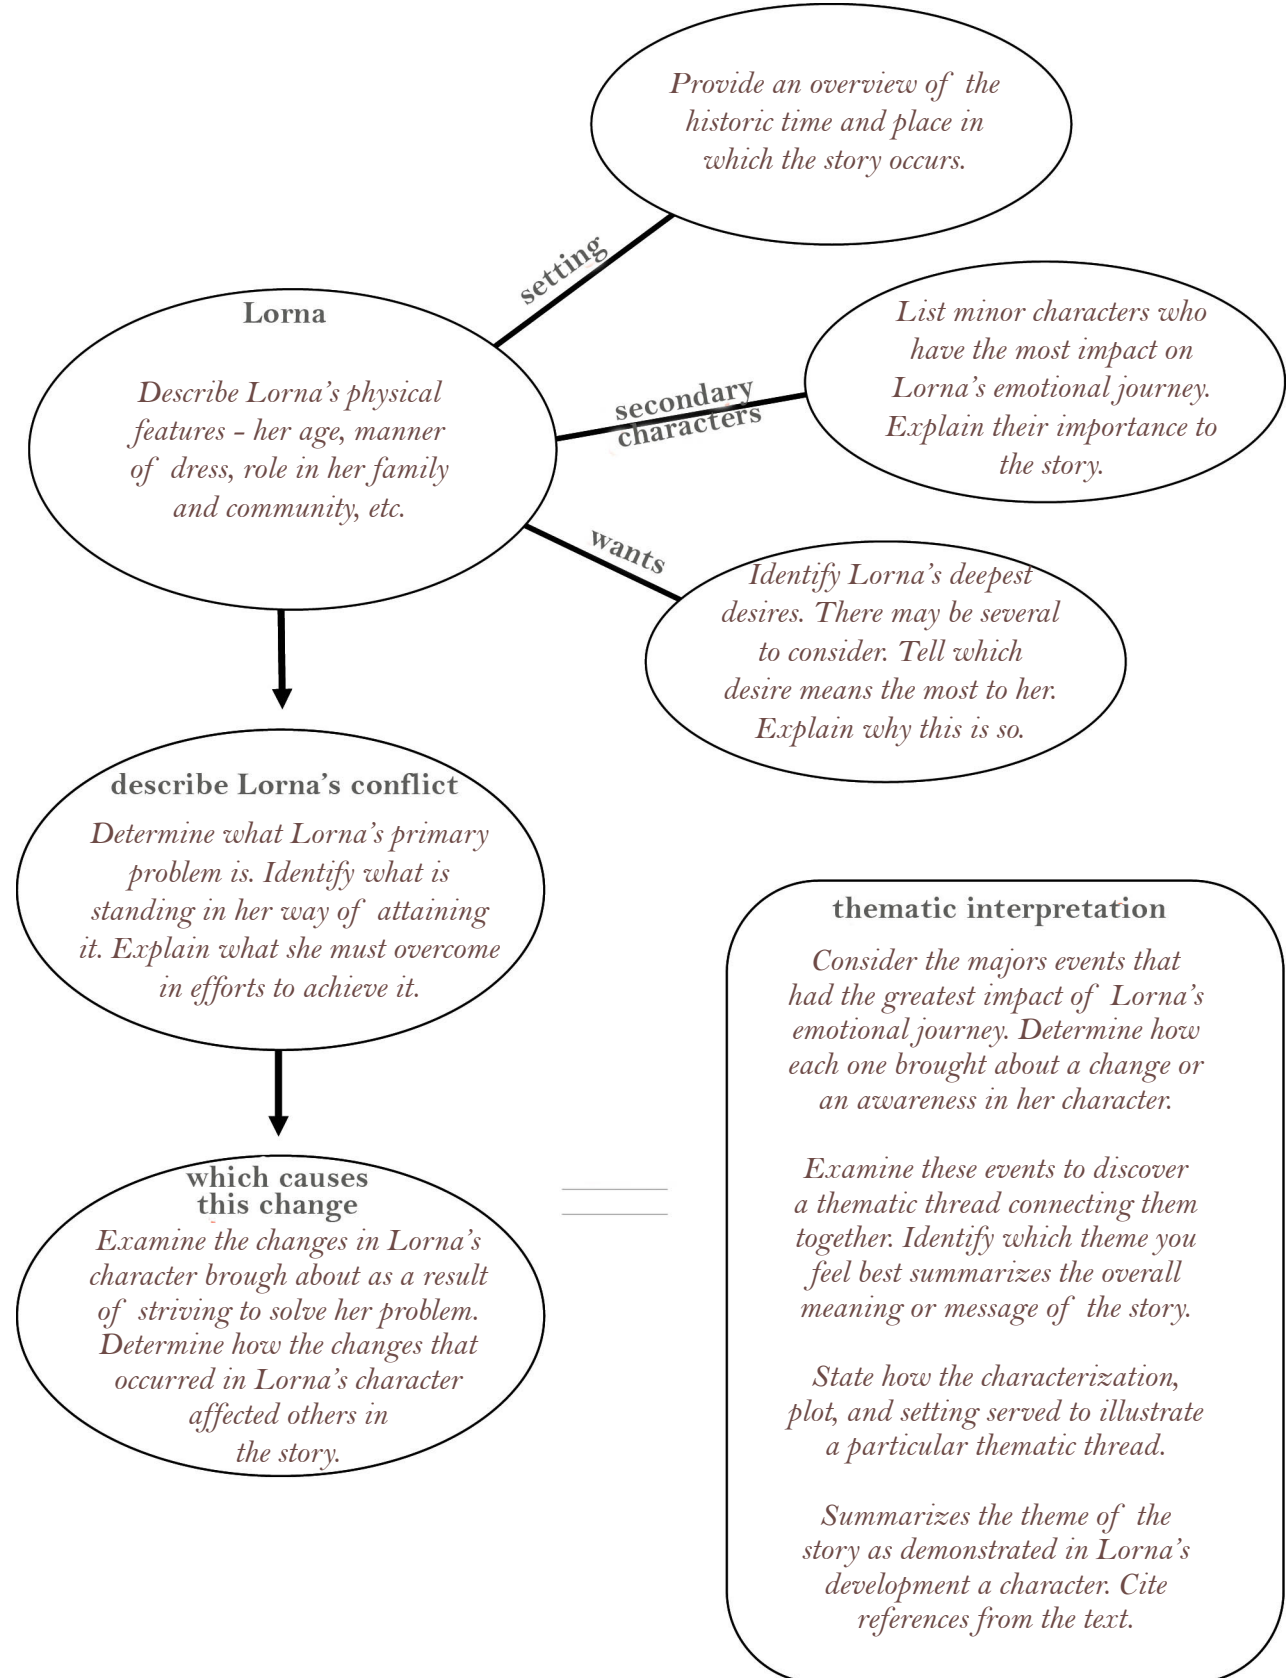 Provide an overview of the
historic time and place in
which the story occurs.
setting
Lorna
Describe Lorna's physical
features - her age, manner
of dress, role in her family
and community, etc.
secondary
characters
List minor characters who
have the most impact on
Lorna's emotional journey.
Explain their importance to
the story.
wants
Identify Lorna's deepest
desires. There may be several
to consider. Tell which
desire means the most to her.
Explain why this is so.
describe Lorna's conflict
Determine what Lorna's primary
problem is. Identify what is
standing in her way of attaining
it. Explain what she must overcome
in efforts to achieve it.
which causes
this change
Examine the changes in Lorna's
character brough about as a result
of striving to solve her problem.
Determine how the changes that
occurred in Lorna's character
affected others in
the story.
thematic interpretation
Consider the majors events that
had the greatest impact of Lorna's
emotional journey. Determine how
each one brought about a change or
an awareness in her character.
Examine these events to discover
a thematic thread connecting them
together. Identify which theme you
feel best summarizes the overall
meaning or message of the story.
State how the characterization,
plot, and setting served to illustrate
a particular thematic thread.
Summarizes the theme of the
story as demonstrated in Lorna's
development a character. Cite
references from the text.